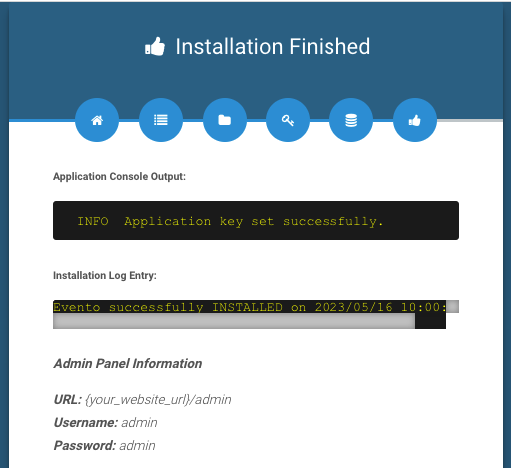 Installation Finished
Application Console Output:
INFO  Application key set successfully.
Installation Log Entry:
Evento successfully INSTALLED on 2023/05/16 10:00:
Admin Panel Information
URL: {your_website_url}/admin
Username: admin
Password: admin